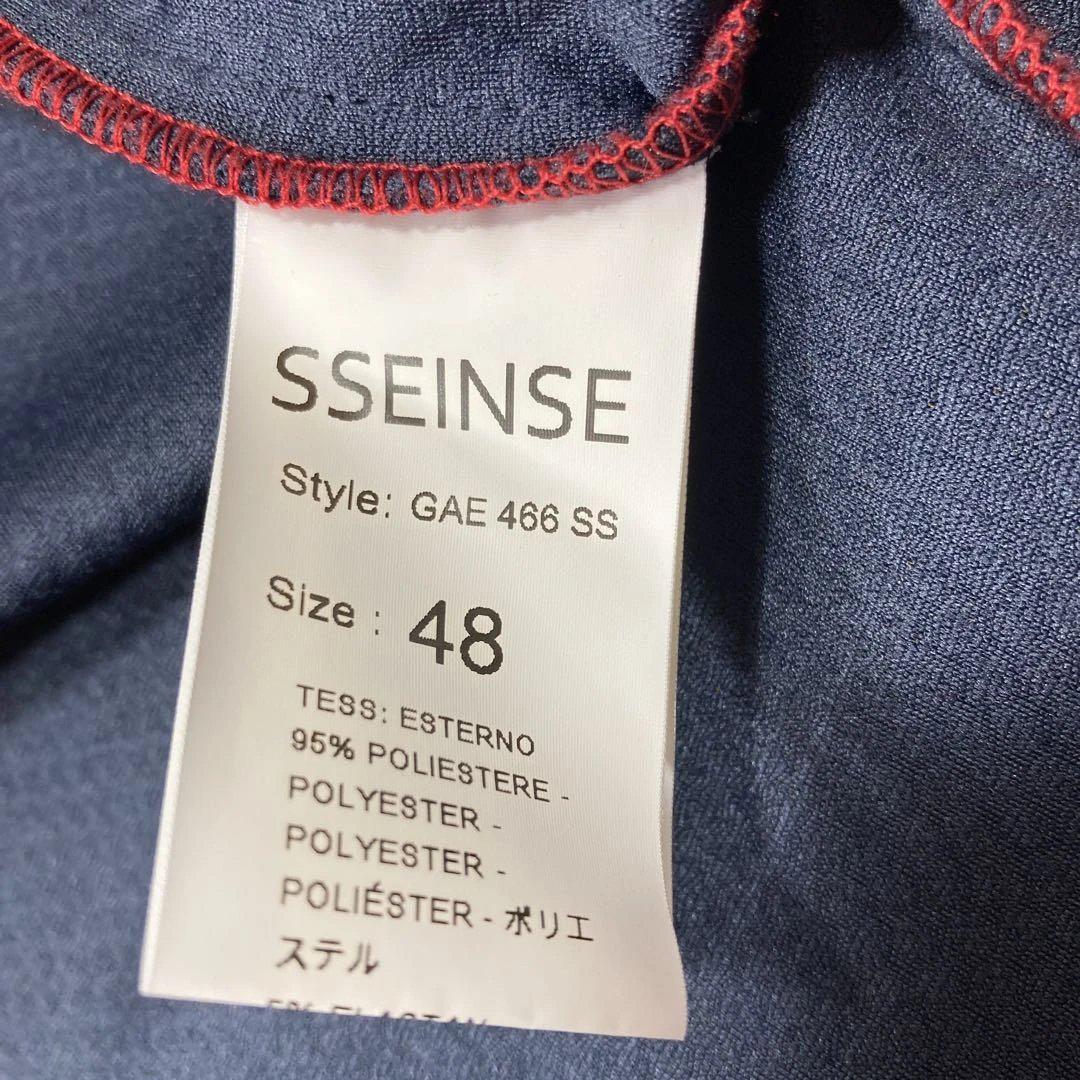 SSEINSE
Style: GAE 466 SS
Size : 48
TESS: ESTERNO
95% POLIESTERE -
POLYESTER -
POLYESTER -
POLIÉSTER - ポリエ
ステル